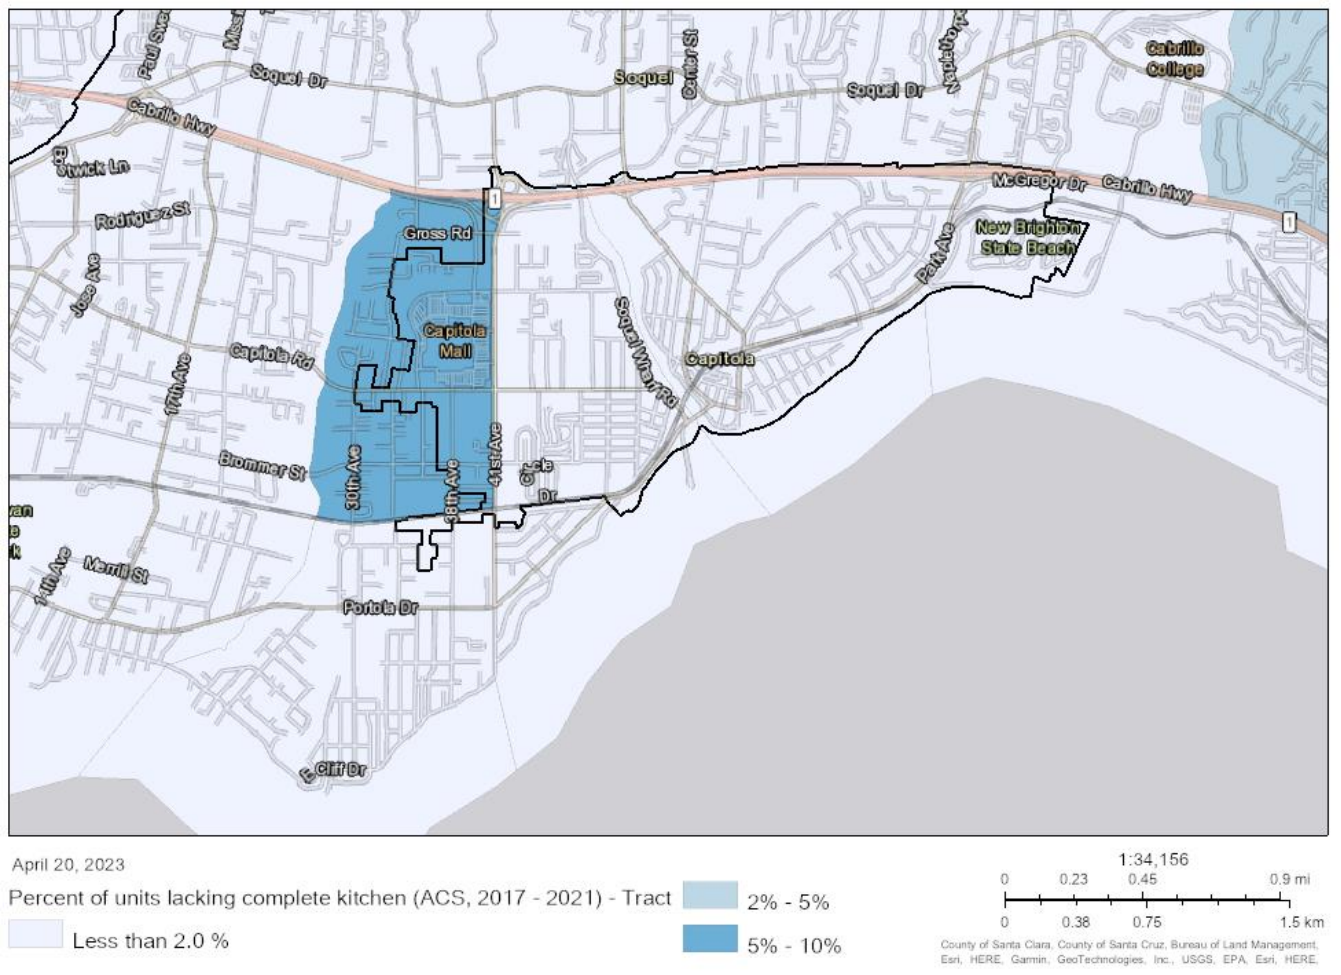 Paul Swe
Soquel Dr
Soquel
Center St
Soquel Dr
Cabrillo
College
Cabrillo Hwy
twick Ln
McGregor Dr
Cabrillo Hwy
1
1
Rodriguez St
Gross Rd
New Brighton
State Beach
Park Ave
Jose Ave
Capitola Rd
Capitola
Mall
Soquel Wharf Rd
Capitola
17th Ave
Brommer St
30th Ave
38th Ave
41st Ave
Circle
Dr
14th Ave
Merrill St
Portola Dr
E Cliff Dr
April 20, 2023
Percent of units lacking complete kitchen (ACS, 2017 - 2021) - Tract
Less than 2.0 %
2% - 5%
5% - 10%
1:34,156
0 0.23 0.45 0.9 mi
0 0.38 0.75 1.5 km
County of Santa Clara, County of Santa Cruz, Bureau of Land Management,
Esri, HERE, Garmin, GeoTechnologies, Inc., USGS, EPA, Esri, HERE,